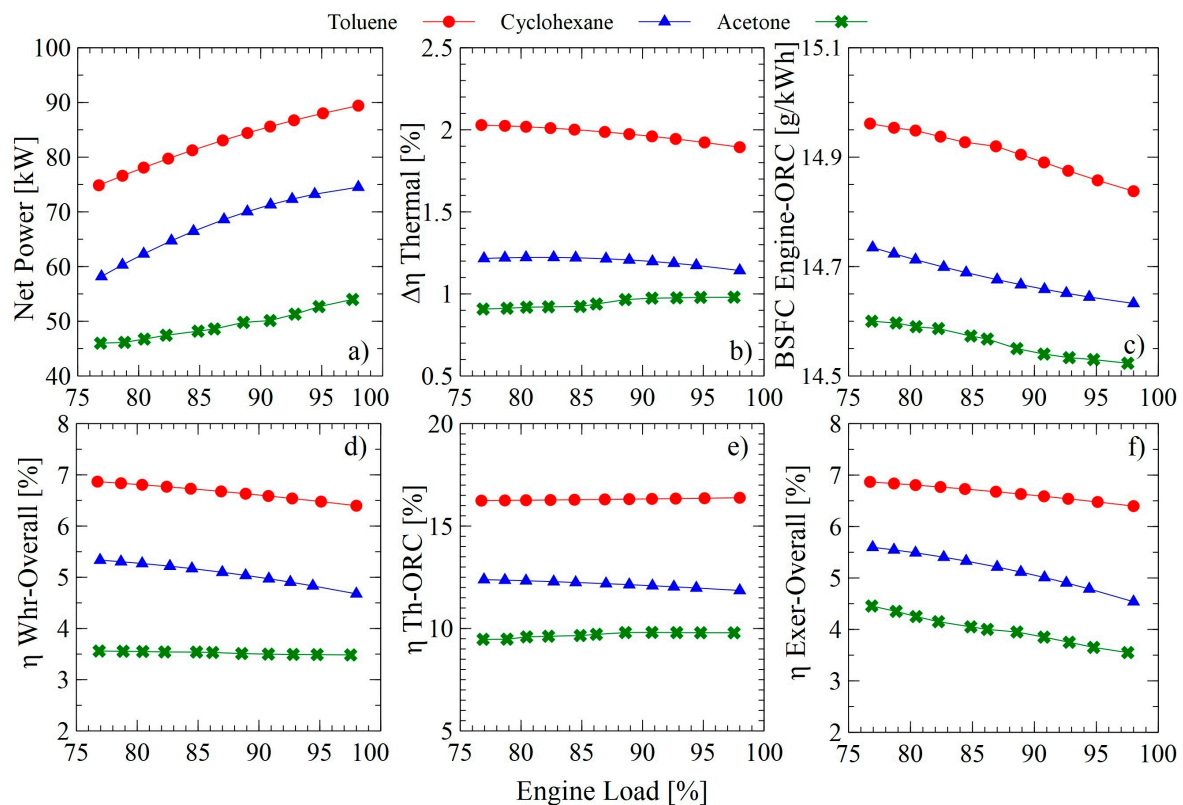 Toluene Cyclohexane Acetone
Net Power [kW]
100
90
80
70
60
50
40
75 80 85 90 95 100
a)
Δη Thermal [%]
2.5
2
1.5
1
0.5
75 80 85 90 95 100
b)
BSFC Engine-ORC [g/kWh]
15.1
14.9
14.7
14.5
75 80 85 90 95 100
c)
η Whr-Overall [%]
8
7
6
5
4
3
2
75 80 85 90 95 100
d)
η Th-ORC [%]
20
15
10
5
75 80 85 90 95 100
e)
η Exer-Overall [%]
8
7
6
5
4
3
2
75 80 85 90 95 100
f)
Engine Load [%]